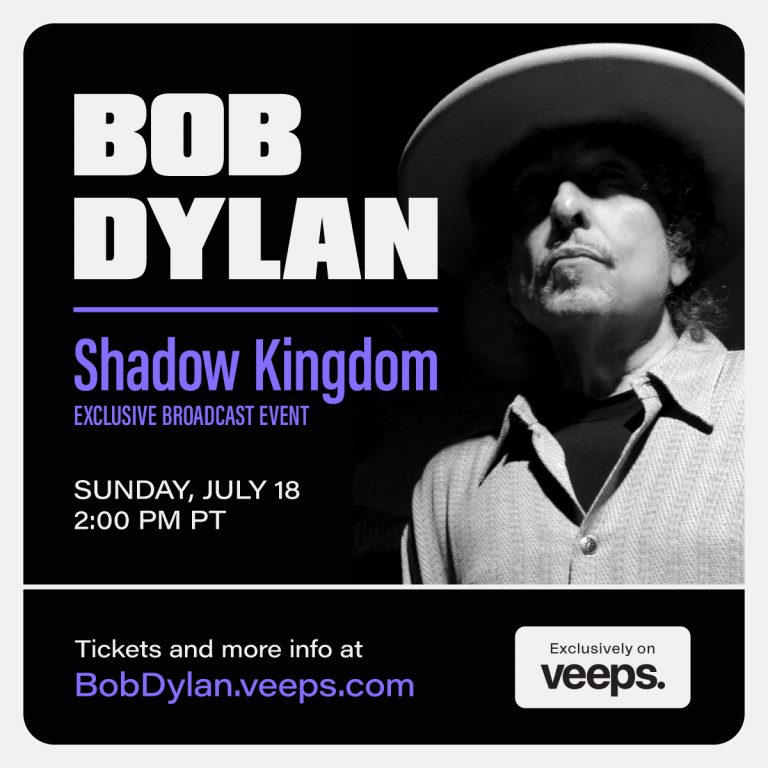 BOB
DYLAN
Shadow Kingdom
EXCLUSIVE BROADCAST EVENT
SUNDAY, JULY 18
2:00 PM PT
Tickets and more info at
BobDylan.veeps.com
Exclusively on
veeps.